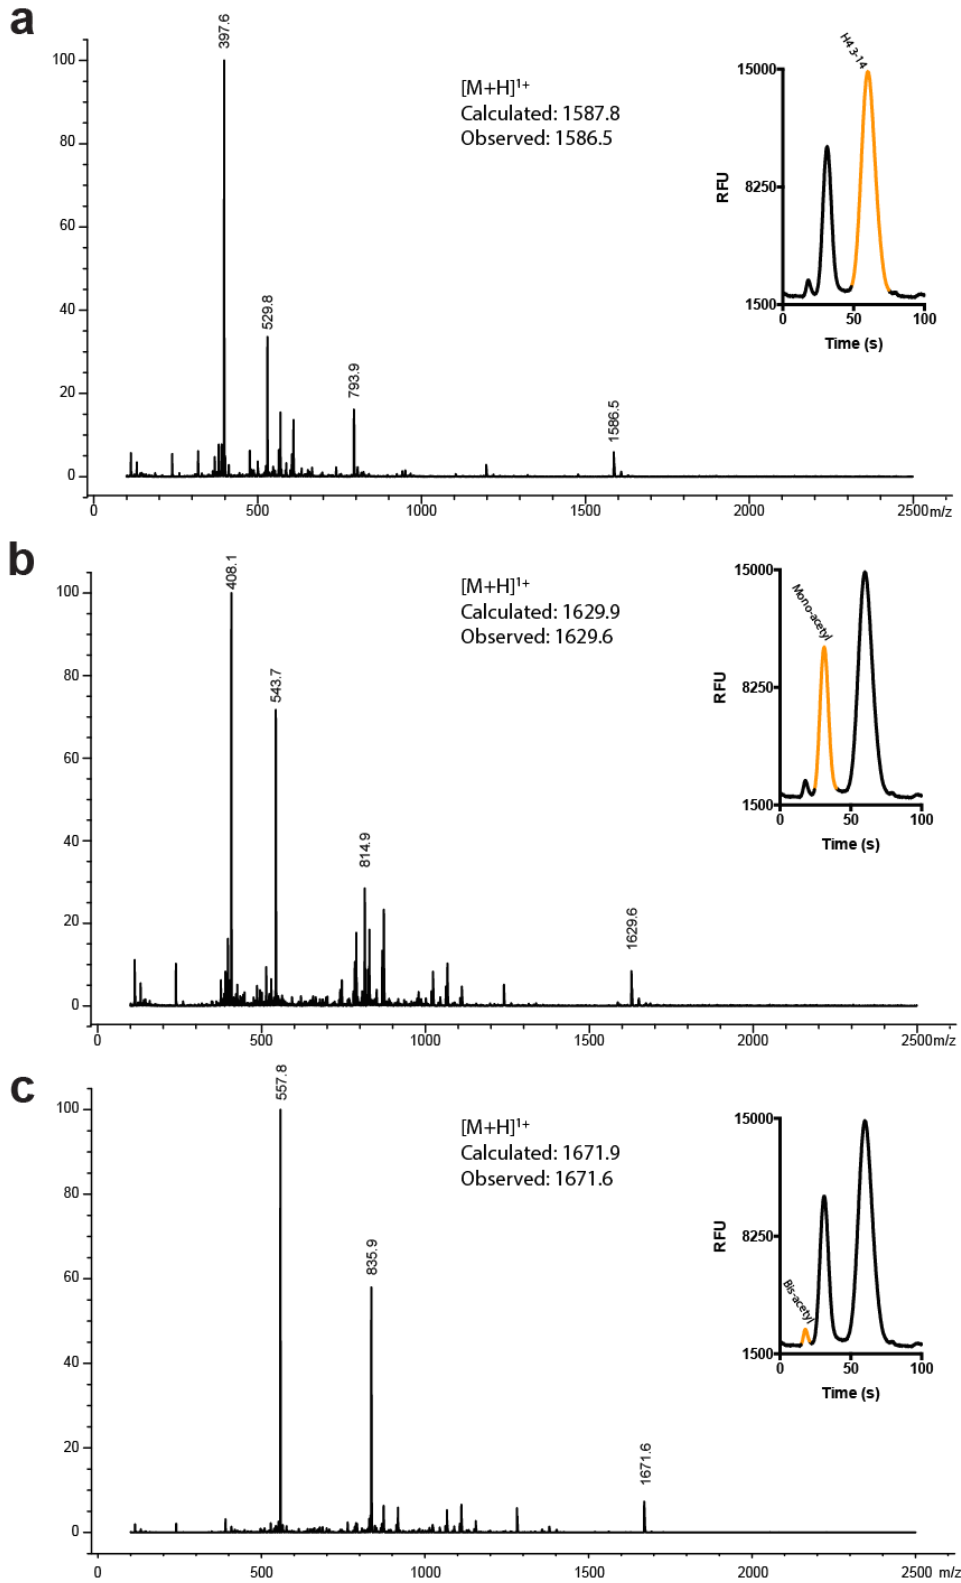 a
397.6
100
80
60
40
20
0
529.8
793.9
1586.5
[M+H]1+
Calculated: 1587.8
Observed: 1586.5
0
500
1000
1500
2000
2500m/z
H4 3-14
15000
8250
1500
RFU
0
50
100
Time (s)
b
408.1
100
80
60
40
20
0
543.7
814.9
1629.6
[M+H]1+
Calculated: 1629.9
Observed: 1629.6
0
500
1000
1500
2000
2500m/z
Mono-acetyl
15000
8250
1500
RFU
0
50
100
Time (s)
c
557.8
100
80
60
40
20
0
835.9
1671.6
[M+H]1+
Calculated: 1671.9
Observed: 1671.6
0
500
1000
1500
2000
2500 m/z
Bis-acetyl
15000
8250
1500
RFU
0
50
100
Time (s)